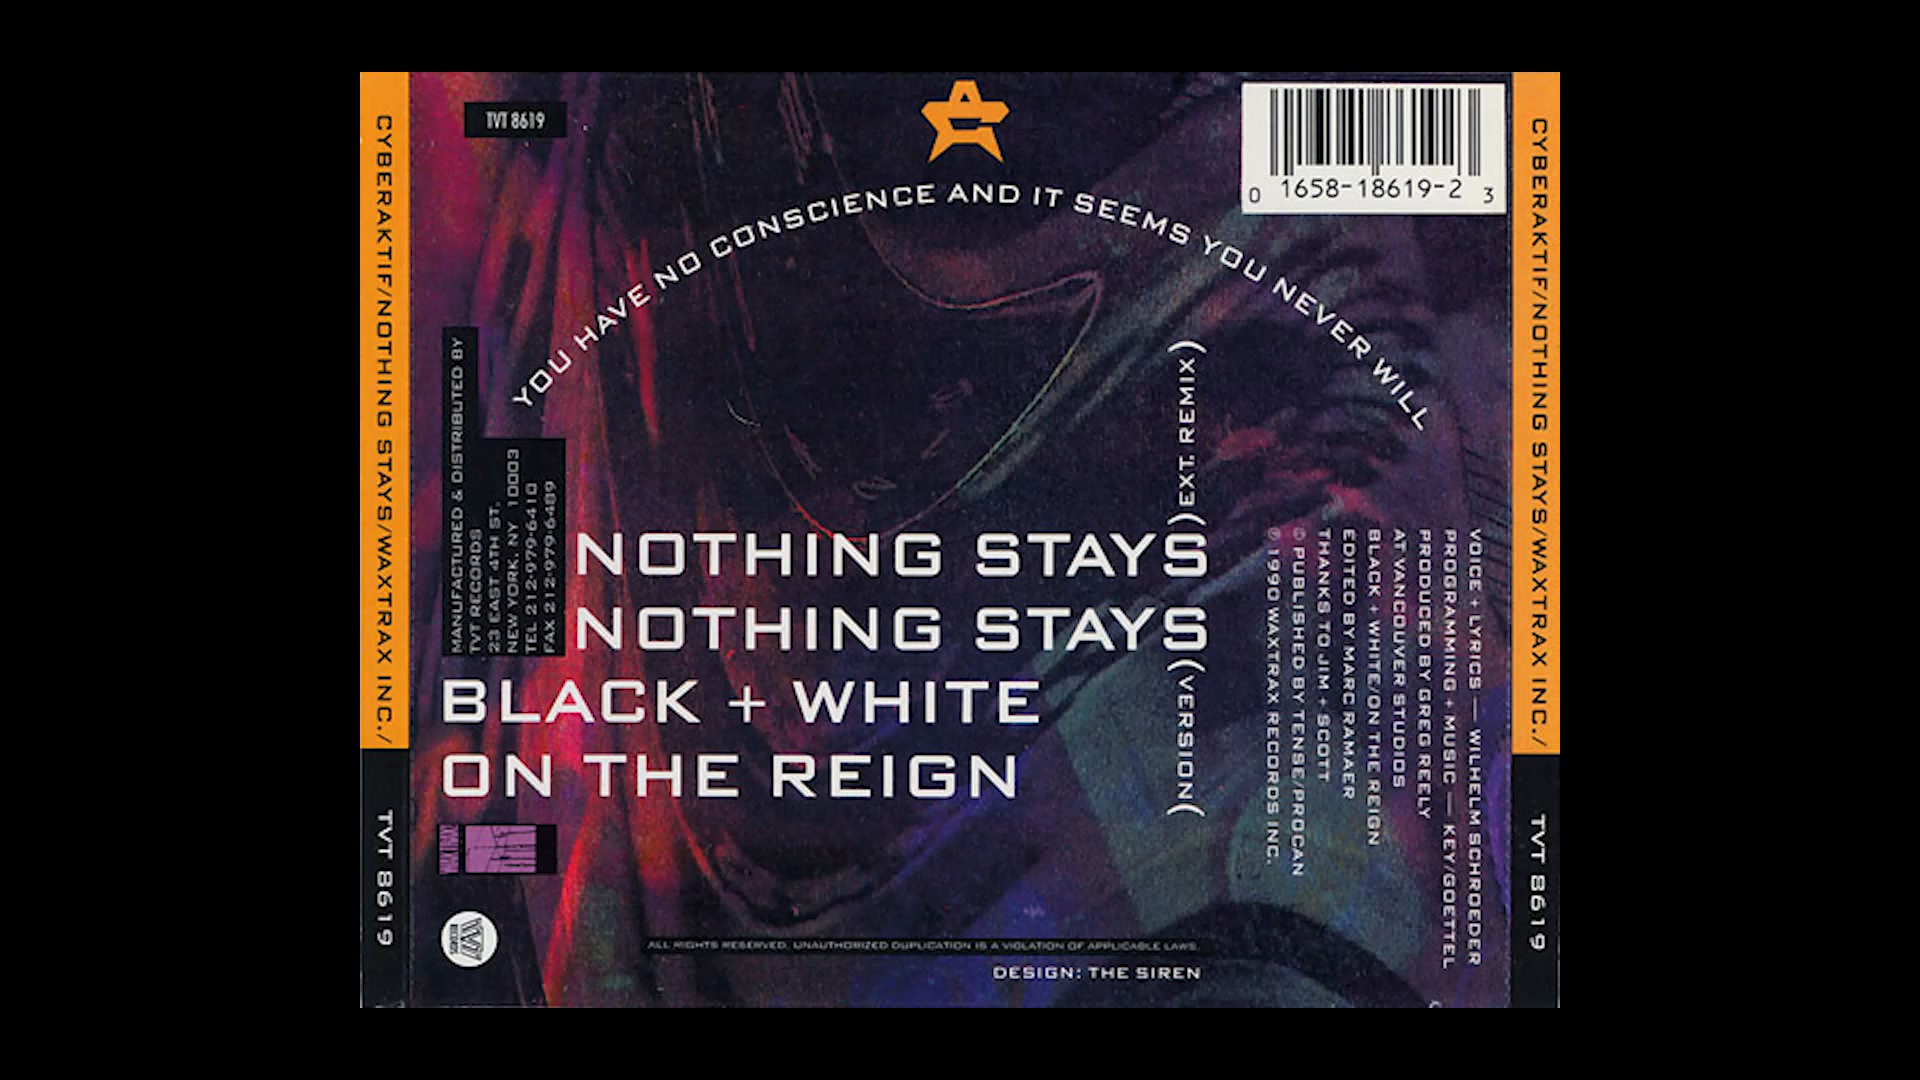 CYBERAKTIF/NOTHING STAYS/WAXTRAX INC./
TVT 8619
TVT 8619
YOU HAVE NO CONSCIENCE AND IT SEEMS YOU NEVER WILL
0 1658-18619-2 3
MANUFACTURED & DISTRIBUTED BY
TVT RECORDS
23 EAST 4TH ST.
NEW YORK, NY 10003
TEL 212-979-6410
FAX 212-979-6489
NOTHING STAYS (EXT. REMIX)
NOTHING STAYS (VERSION)
BLACK + WHITE
ON THE REIGN
VOICE + LYRICS — WILHELM SCHROEDER
PROGRAMMING + MUSIC — KEY/GOETTEL
PRODUCED BY GREG REELY
AT VANCOUVER STUDIOS
BLACK + WHITE/ON THE REIGN
EDITED BY MARC RAMAER
THANKS TO JIM + SCOTT
© PUBLISHED BY TENSE/PROCAN
℗ 1990 WAXTRAX RECORDS INC.
WAXTRAX!
TVT
RECORDS
ALL RIGHTS RESERVED. UNAUTHORIZED DUPLICATION IS A VIOLATION OF APPLICABLE LAWS.
DESIGN: THE SIREN
CYBERAKTIF/NOTHING STAYS/WAXTRAX INC./
TVT 8619